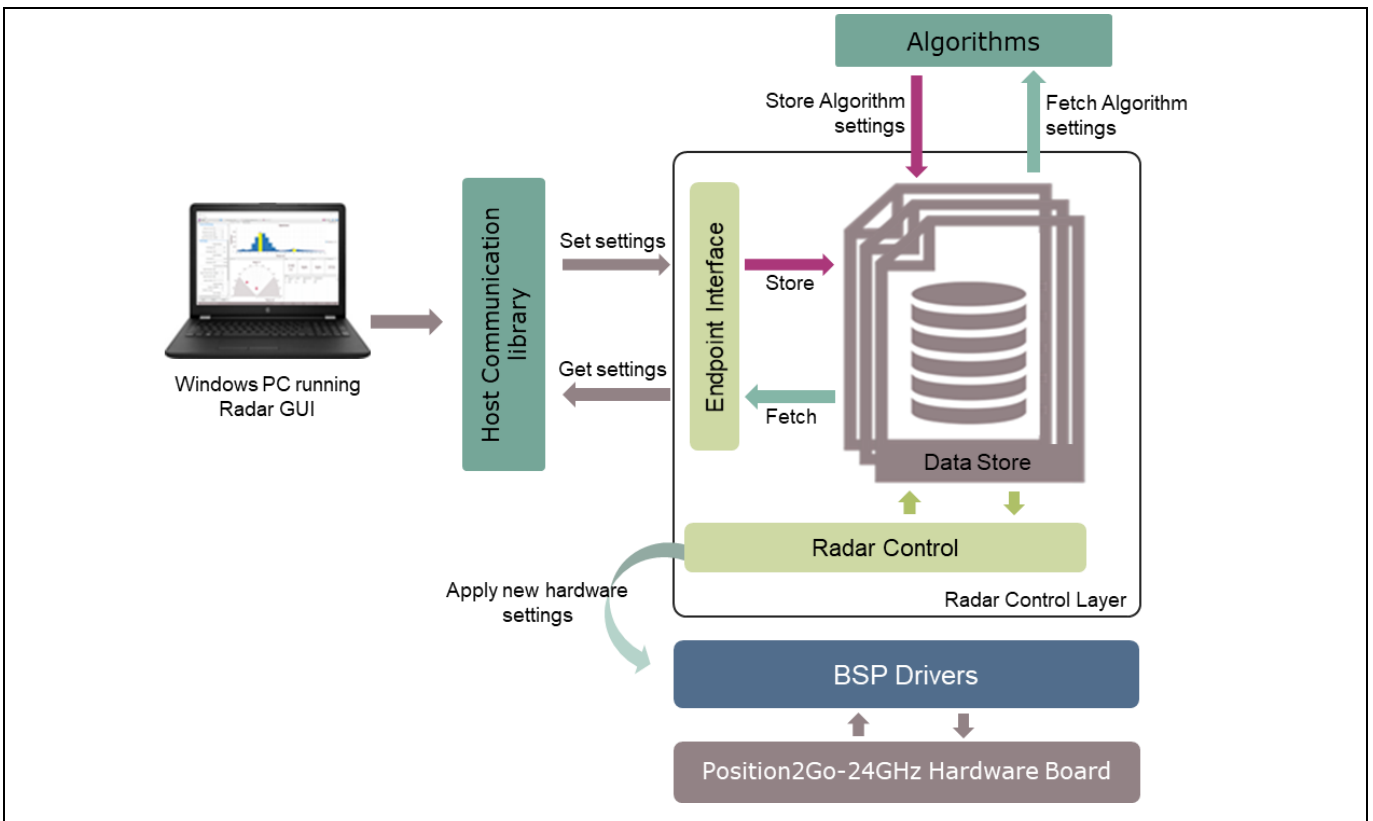 Algorithms
Store Algorithm
settings
Fetch Algorithm
settings
Host Communication
library
Set settings
Get settings
Endpoint Interface
Store
Fetch
Data Store
Windows PC running
Radar GUI
Radar Control
Apply new hardware
settings
Radar Control Layer
BSP Drivers
Position2Go-24GHz Hardware Board